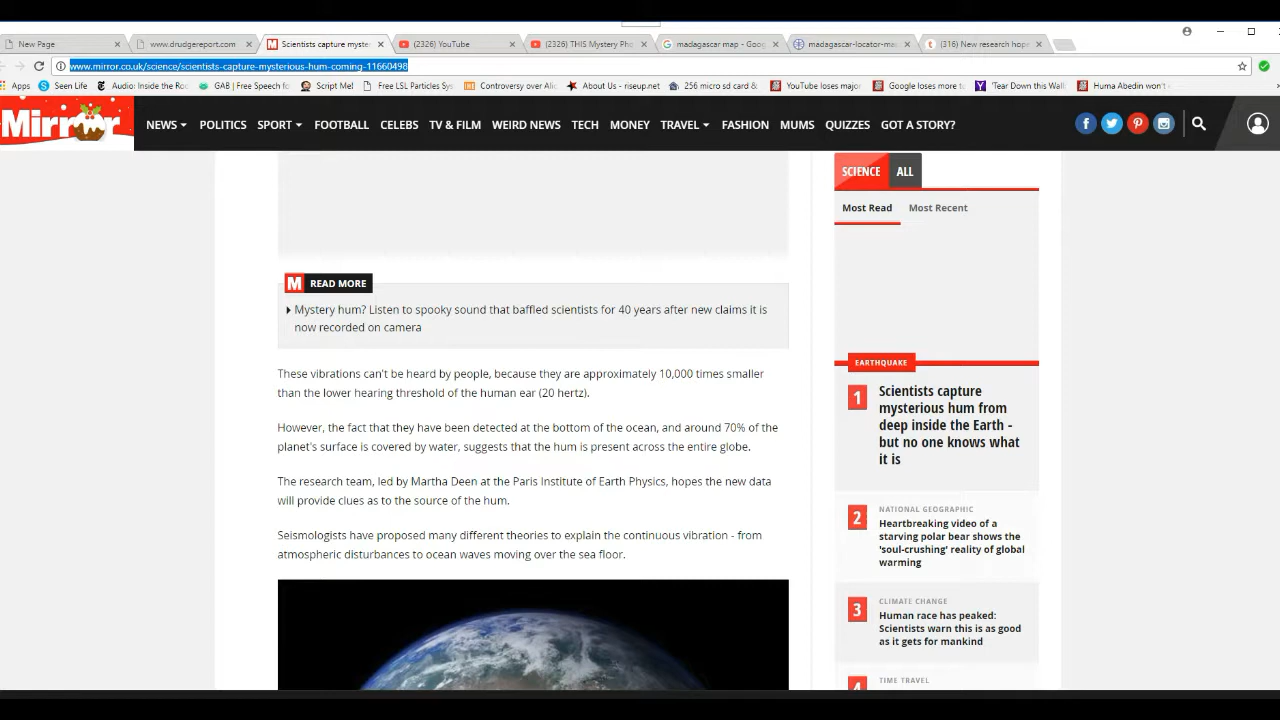 New Page
www.drudgereport.com
Scientists capture myste
(2326) YouTube
(2326) THIS Mystery Pho
madagascar map - Goog
madagascar-locator-ma
(316) New research hope
www.mirror.co.uk/science/scientists-capture-mysterious-hum-coming-11660498
Apps
Seen Life
Audio: Inside the Roo
GAB | Free Speech fo
Script Mel!
Free LSL Particles Sys
Controversy over Alic
About Us - riseup.net
256 micro sd card &
YouTube loses major
Google loses more to
'Tear Down this Wall
Huma Abedin won't
Mirror
NEWS
POLITICS
SPORT
FOOTBALL
CELEBS
TV & FILM
WEIRD NEWS
TECH
MONEY
TRAVEL
FASHION
MUMS
QUIZZES
GOT A STORY?
M READ MORE
Mystery hum? Listen to spooky sound that baffled scientists for 40 years after new claims it is
now recorded on camera
These vibrations can't be heard by people, because they are approximately 10,000 times smaller
than the lower hearing threshold of the human ear (20 hertz).
However, the fact that they have been detected at the bottom of the ocean, and around 70% of the
planet's surface is covered by water, suggests that the hum is present across the entire globe.
The research team, led by Martha Deen at the Paris Institute of Earth Physics, hopes the new data
will provide clues as to the source of the hum.
Seismologists have proposed many different theories to explain the continuous vibration - from
atmospheric disturbances to ocean waves moving over the sea floor.
SCIENCE
ALL
Most Read
Most Recent
EARTHQUAKE
1
Scientists capture
mysterious hum from
deep inside the Earth -
but no one knows what
it is
NATIONAL GEOGRAPHIC
2
Heartbreaking video of a
starving polar bear shows the
'soul-crushing' reality of global
warming
CLIMATE CHANGE
3
Human race has peaked:
Scientists warn this is as good
as it gets for mankind
TIME TRAVEL
4